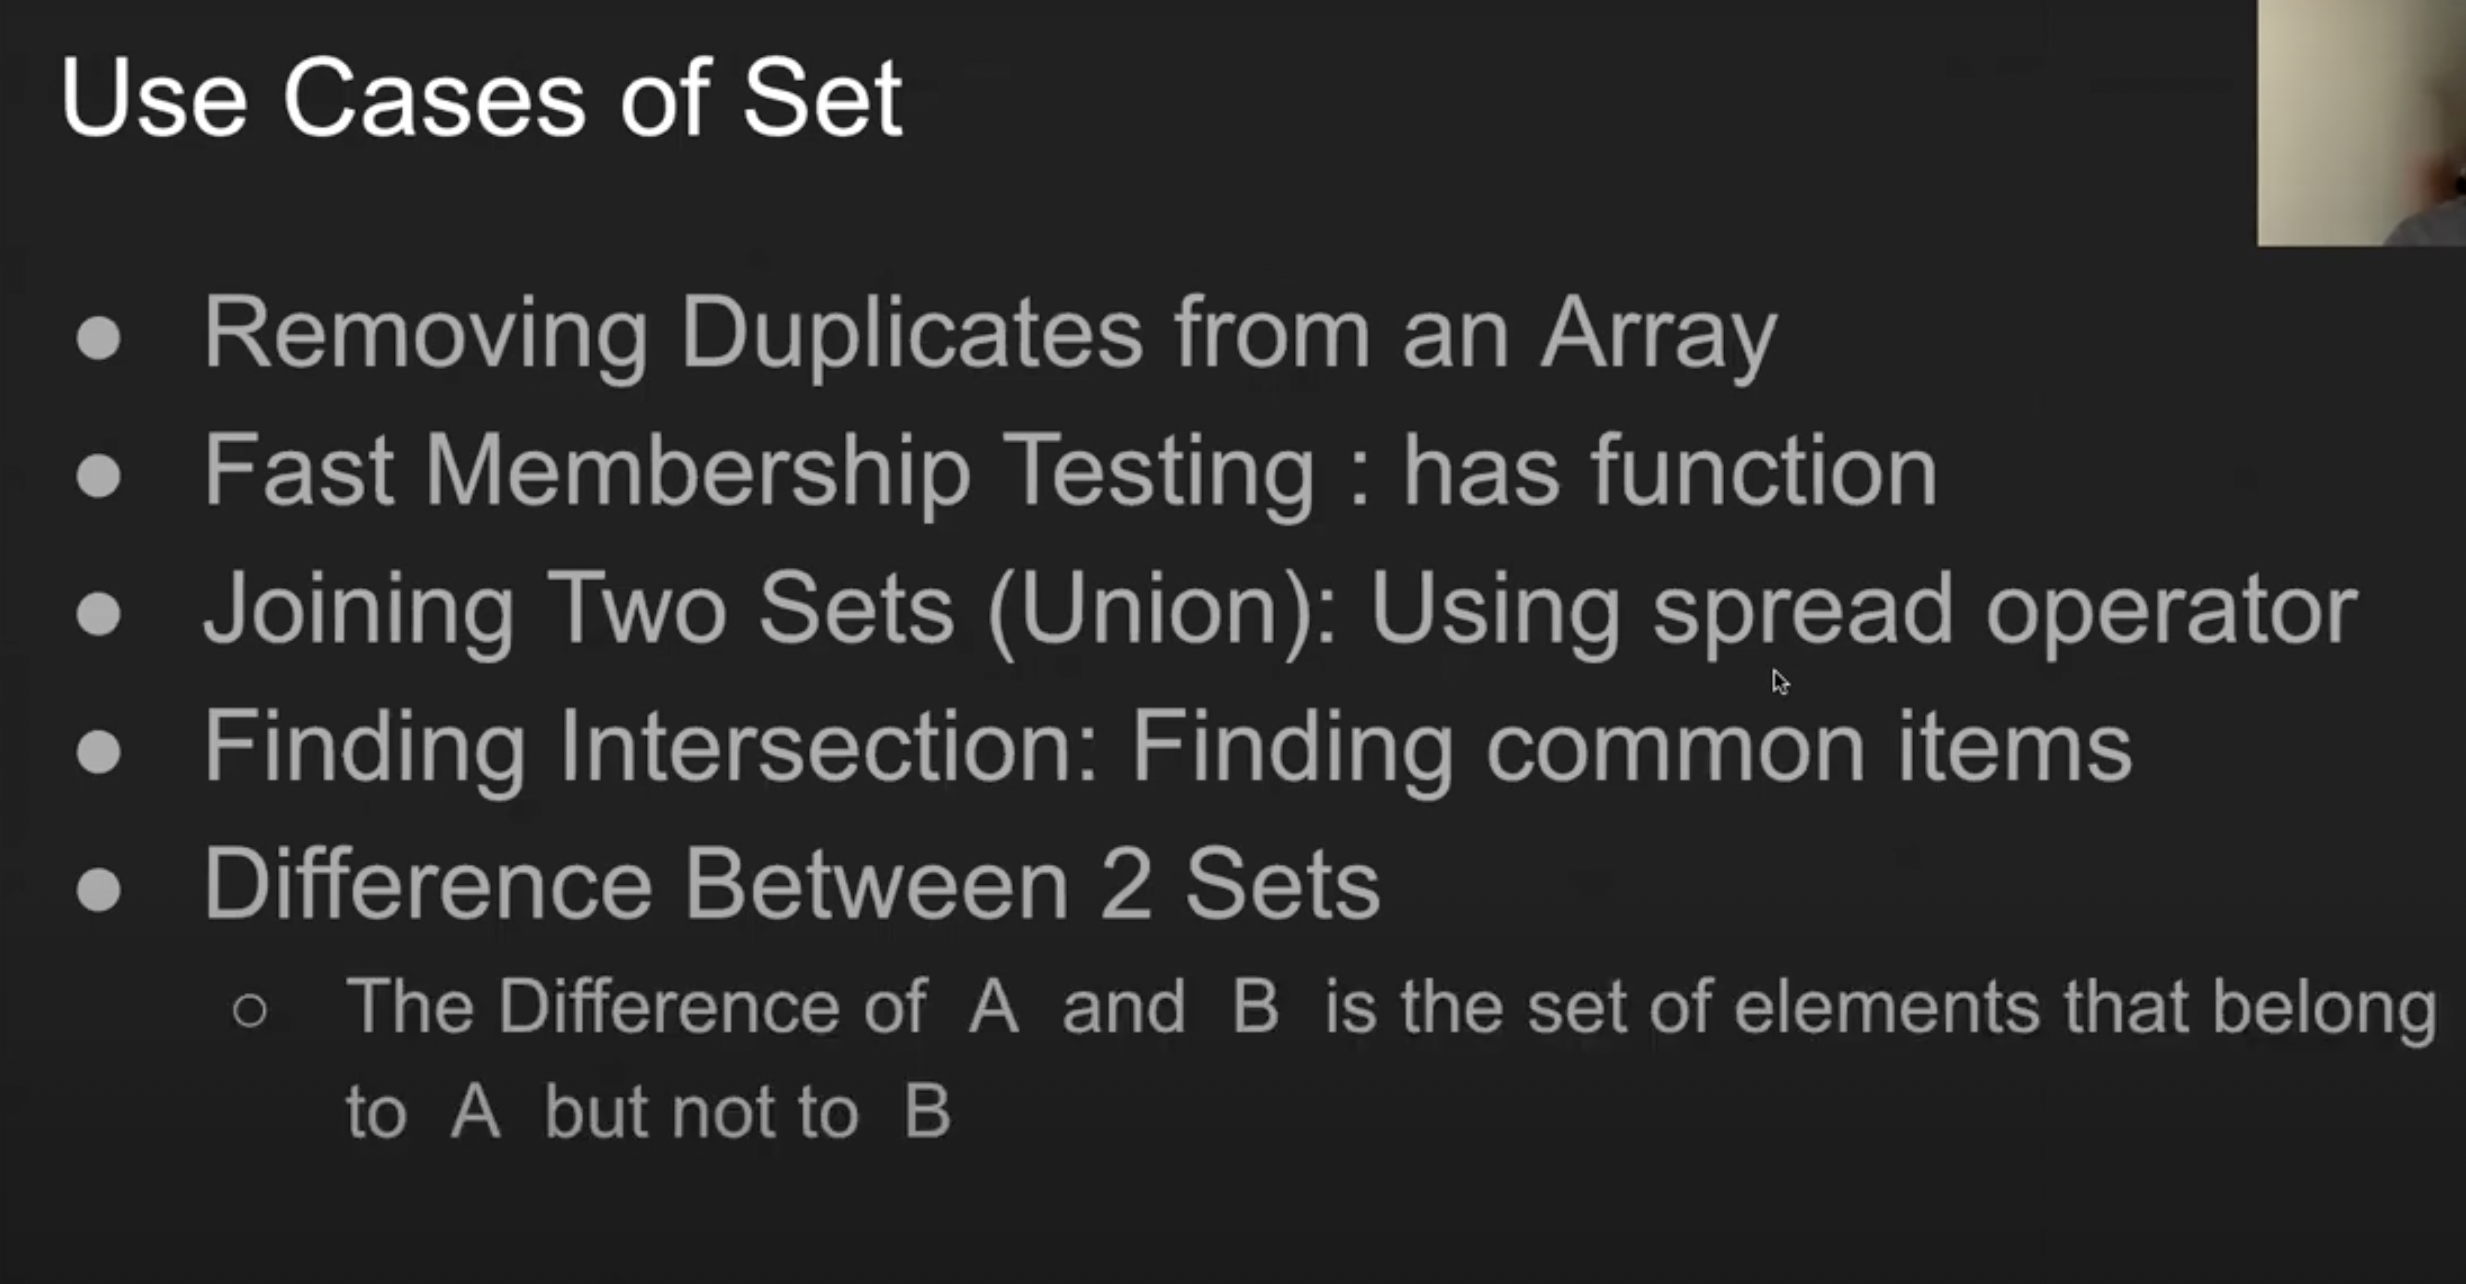 Use Cases of Set
● Removing Duplicates from an Array
● Fast Membership Testing : has function
● Joining Two Sets (Union): Using spread operator
● Finding Intersection: Finding common items
● Difference Between 2 Sets
○ The Difference of A and B is the set of elements that belong
to A but not to B